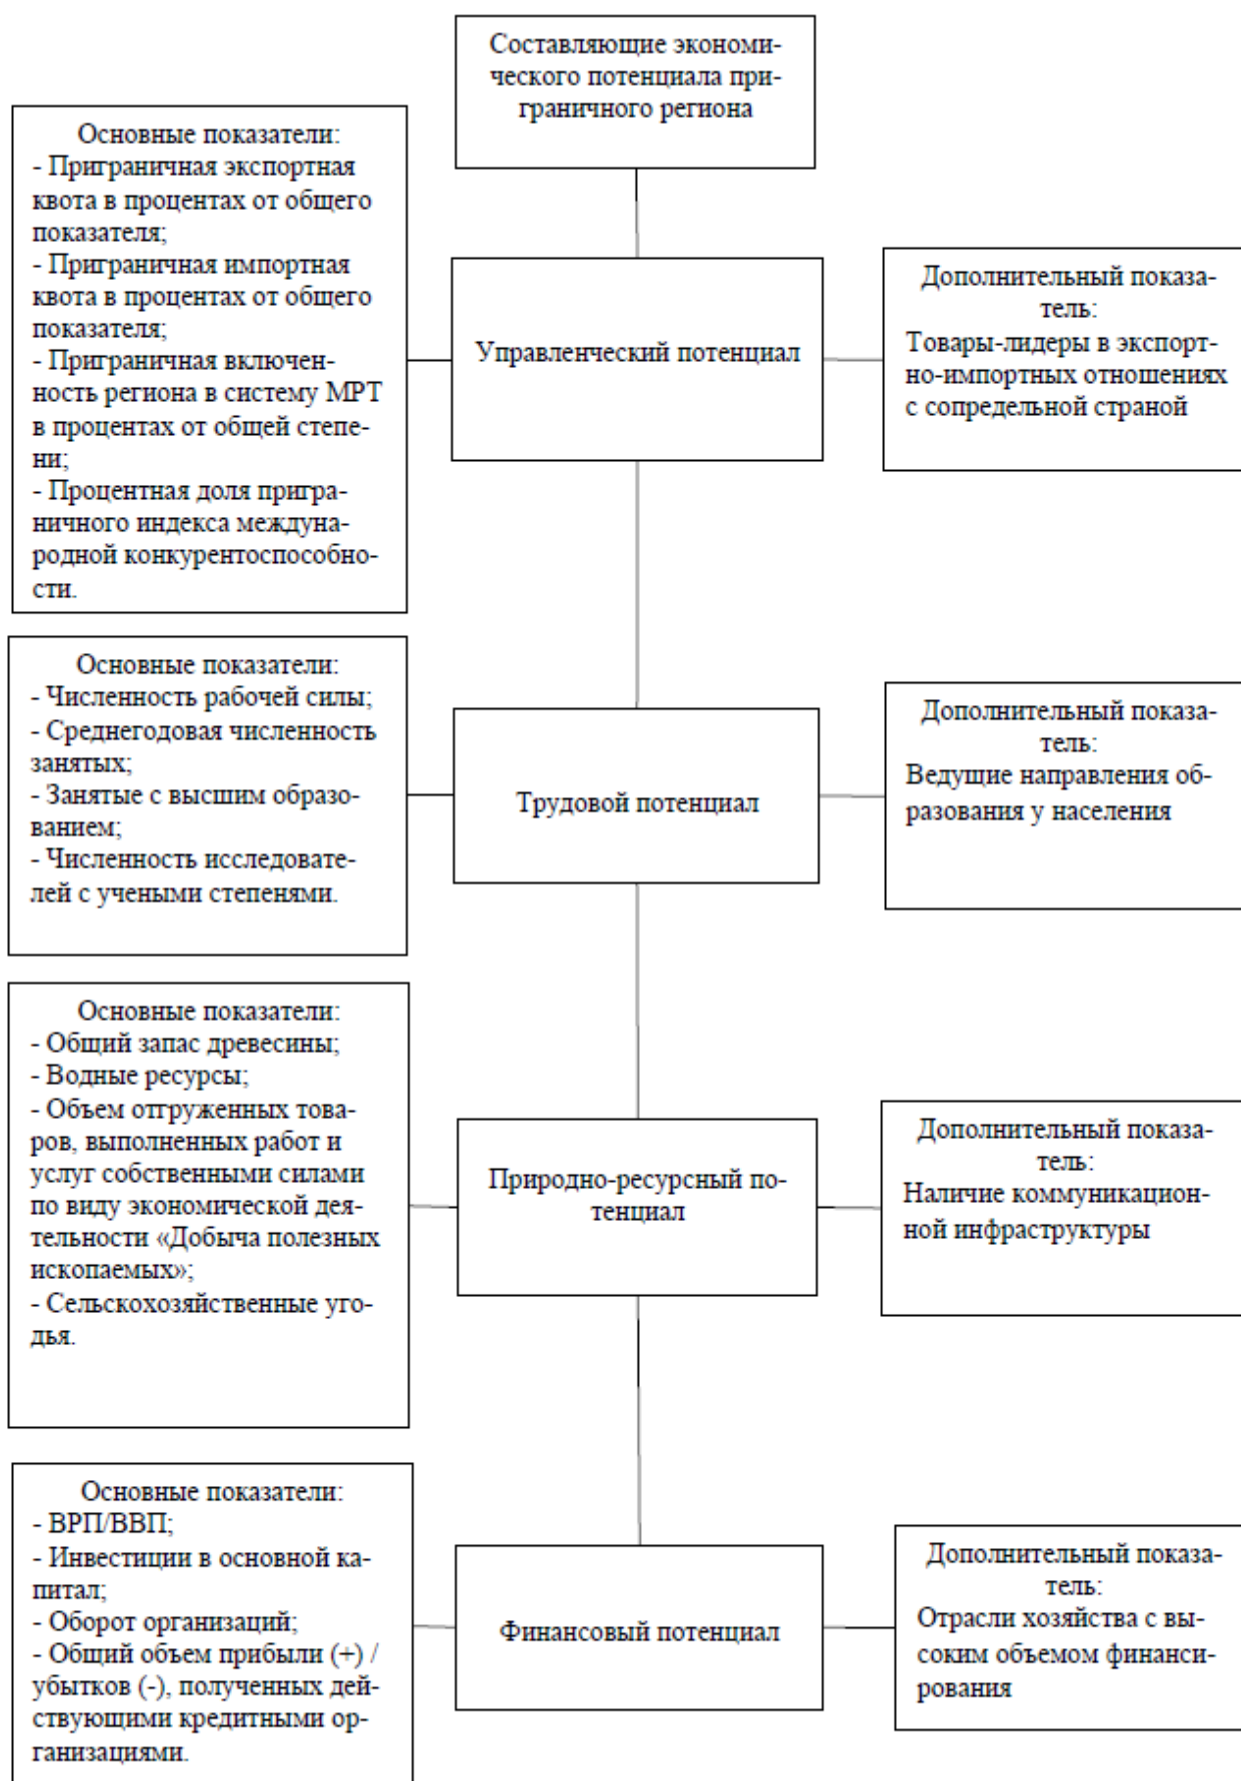 Составляющие экономи-
ческого потенциала при-
граничного региона
Основные показатели:
- Приграничная экспортная
квота в процентах от общего
показателя;
- Приграничная импортная
квота в процентах от общего
показателя;
- Приграничная включен-
ность региона в систему МРТ
в процентах от общей степе-
ни;
- Процентная доля пригра-
ничного индекса междуна-
родной конкурентоспособно-
сти.
Управленческий потенциал
Дополнительный показа-
тель:
Товары-лидеры в экспорт-
но-импортных отношениях
с сопредельной страной
Основные показатели:
- Численность рабочей силы;
- Среднегодовая численность
занятых;
- Занятые с высшим образо-
ванием;
- Численность исследовате-
лей с учеными степенями.
Трудовой потенциал
Дополнительный показа-
тель:
Ведущие направления об-
разования у населения
Основные показатели:
- Общий запас древесины;
- Водные ресурсы;
- Объем отгруженных това-
ров, выполненных работ и
услуг собственными силами
по виду экономической дея-
тельности «Добыча полезных
ископаемых»;
- Сельскохозяйственные уго-
дья.
Природно-ресурсный по-
тенциал
Дополнительный показа-
тель:
Наличие коммуникацион-
ной инфраструктуры
Основные показатели:
- ВРП/ВВП;
- Инвестиции в основной ка-
питал;
- Оборот организаций;
- Общий объем прибыли (+) /
убытков (-), полученных дей-
ствующими кредитными ор-
ганизациями.
Финансовый потенциал
Дополнительный показа-
тель:
Отрасли хозяйства с вы-
соким объемом финанси-
рования